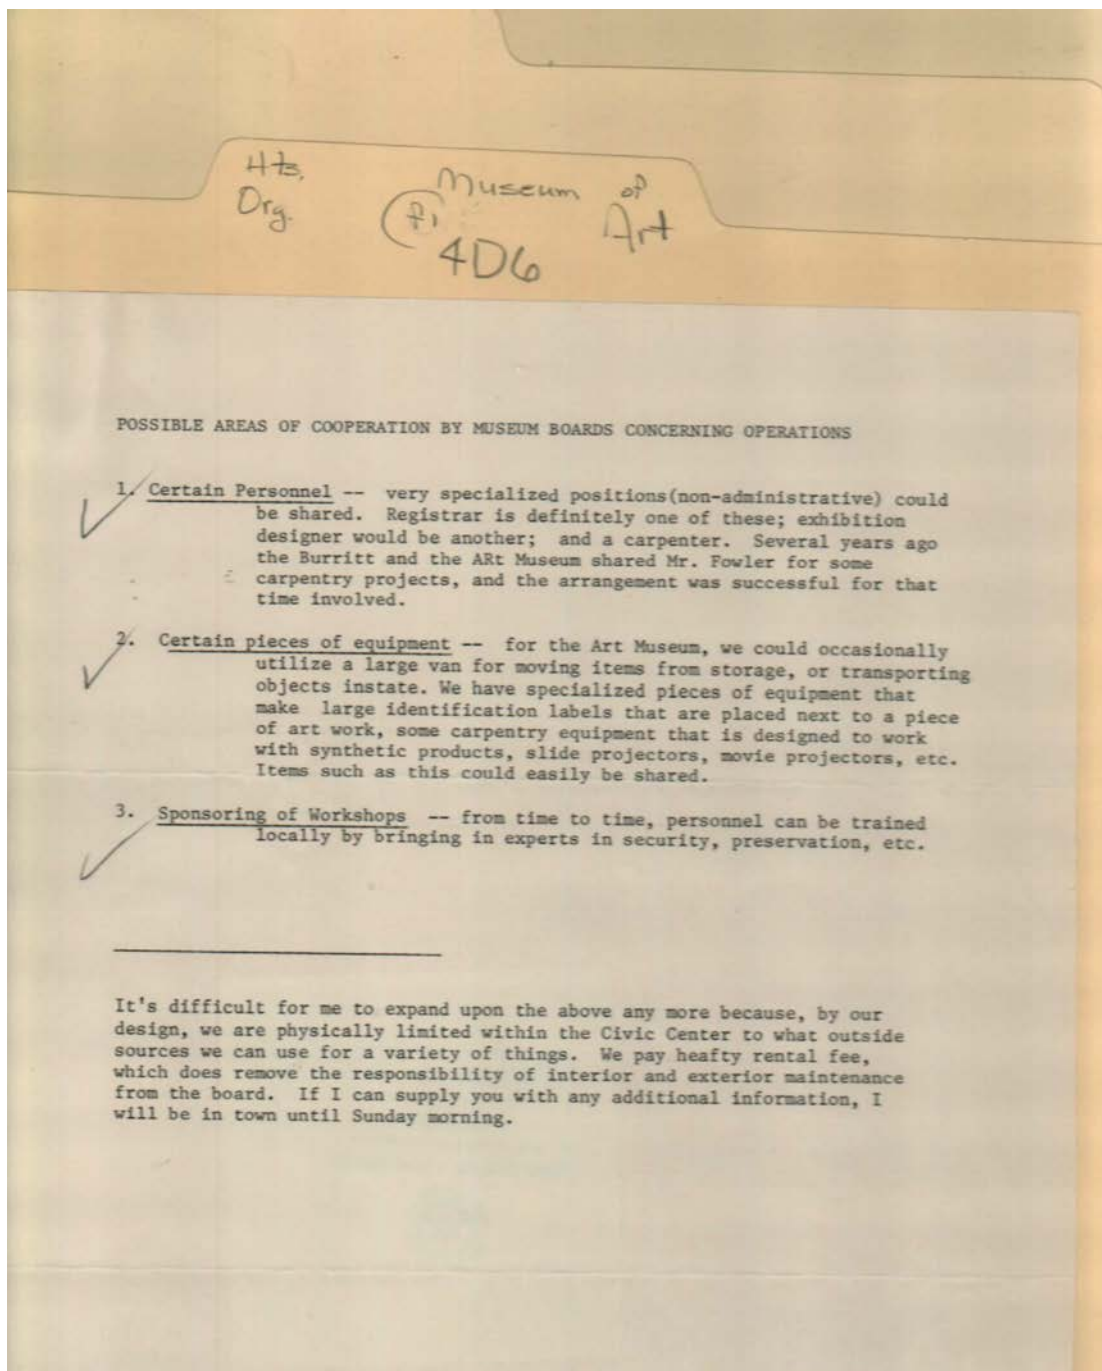 Hts.
Org.
Museum of
Art
4D6
POSSIBLE AREAS OF COOPERATION BY MUSEUM BOARDS CONCERNING OPERATIONS
1. Certain Personnel -- very specialized positions(non-administrative) could
be shared. Registrar is definitely one of these; exhibition
designer would be another; and a carpenter. Several years ago
the Burritt and the ARt Museum shared Mr. Fowler for some
carpentry projects, and the arrangement was successful for that
time involved.
2. Certain pieces of equipment -- for the Art Museum, we could occasionally
utilize a large van for moving items from storage, or transporting
objects instate. We have specialized pieces of equipment that
make large identification labels that are placed next to a piece
of art work, some carpentry equipment that is designed to work
with synthetic products, slide projectors, movie projectors, etc.
Items such as this could easily be shared.
3. Sponsoring of Workshops -- from time to time, personnel can be trained
locally by bringing in experts in security, preservation, etc.
It's difficult for me to expand upon the above any more because, by our
design, we are physically limited within the Civic Center to what outside
sources we can use for a variety of things. We pay heafty rental fee,
which does remove the responsibility of interior and exterior maintenance
from the board. If I can supply you with any additional information, I
will be in town until Sunday morning.